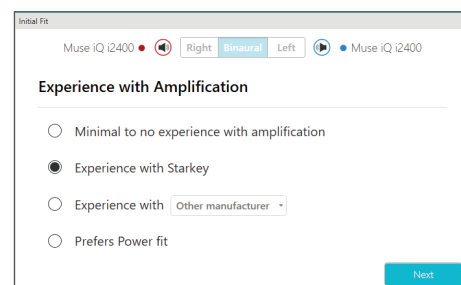 Initial Fit
Muse iQ i2400 Right Binaural Left Muse iQ i2400
Experience with Amplification
Minimal to no experience with amplification
Experience with Starkey
Experience with Other manufacturer
Prefers Power fit
Next